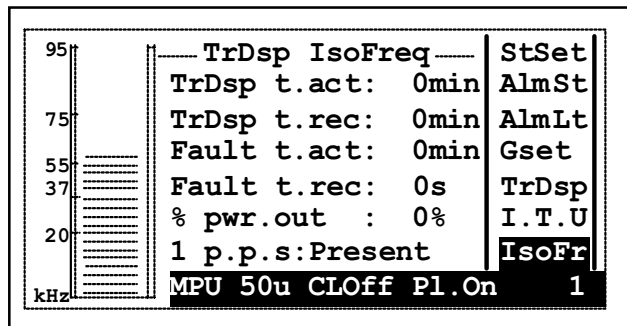 95
75
55
37
20
kHz
TrDsp IsoFreq
TrDsp t.act: 0min
TrDsp t.rec: 0min
Fault t.act: 0min
Fault t.rec: 0s
% pwr.out : 0%
1 p.p.s:Present
StSet
AlmSt
AlmLt
Gset
TrDsp
I.T.U
IsoFr
MPU 50u CLOff Pl.On 1